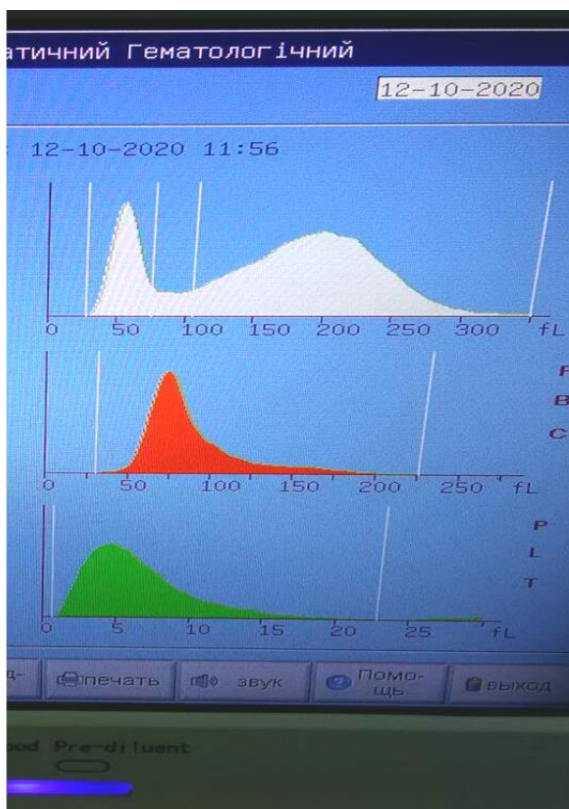 атичний Гематологічний
12-10-2020
12-10-2020 11:56
0 50 100 150 200 250 300 fL
0 50 100 150 200 250 fL
R
B
C
0 5 10 15 20 25 fL
P
L
T
печать звук Помо-
щь выход
Pre-diluent